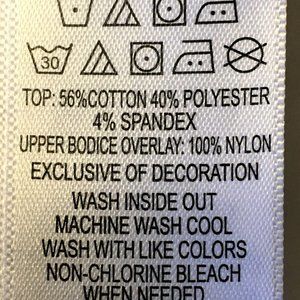 30
TOP: 56%COTTON 40% POLYESTER
4% SPANDEX
UPPER BODICE OVERLAY: 100% NYLON
EXCLUSIVE OF DECORATION
WASH INSIDE OUT
MACHINE WASH COOL
WASH WITH LIKE COLORS
NON-CHLORINE BLEACH
WHEN NEEDED